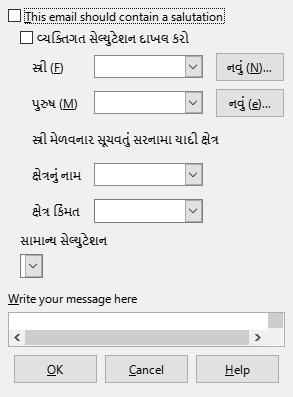 This email should contain a salutation
વ્યક્તિગત સેલ્યુટેશન દાખલ કરો
સ્ત્રી (F) નવું (N)...
પુરુષ (M) નવું (e)...
સ્ત્રી મેળવનાર સૂચવતું સરનામા યાદી ક્ષેત્ર
ક્ષેત્રનું નામ
ક્ષેત્ર કિંમત
સામાન્ય સેલ્યુટેશન
Write your message here
OK Cancel Help